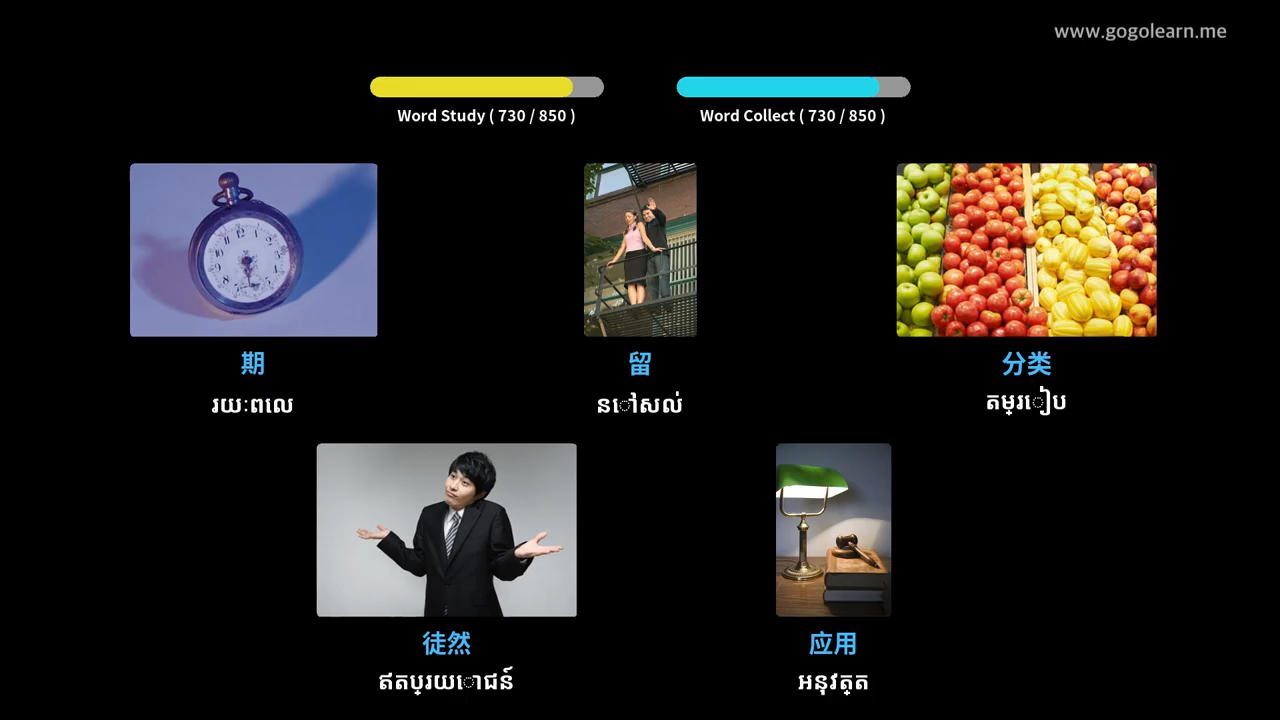 www.gogolearn.me
Word Study ( 730 / 850 )
Word Collect ( 730 / 850 )
期
留
分类
រយៈពេល
នៅសល់
តម្រៀប
徒然
应用
ឥតប្រយោជន៍
អនុវត្ត